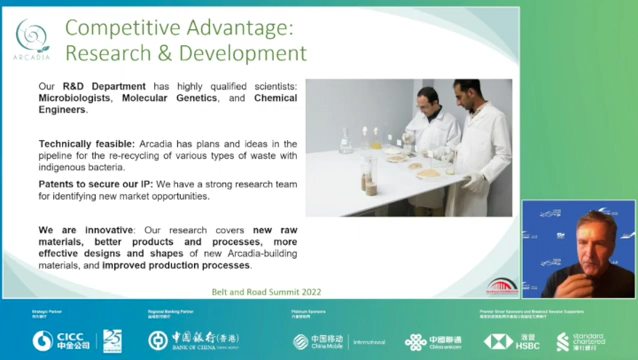 Competitive Advantage:
Research & Development
ARCADIA
Our R&D Department has highly qualified scientists:
Microbiologists, Molecular Genetics, and Chemical
Engineers.
Technically feasible: Arcadia has plans and ideas in the
pipeline for the re-recycling of various types of waste with
indigenous bacteria.
Patents to secure our IP: We have a strong research team
for identifying new market opportunities.
We are innovative: Our research covers new raw
materials, better products and processes, more
effective designs and shapes of new Arcadia-building
materials, and improved production processes.
Belt and Road Summit 2022
Strategic Partner
Regional Banking Partner
Platinum Sponsors
CICC
中金公司
25
中國銀行(香港)
BANK OF CHINA
中国移动
China Mobile
International
中國聯通
China unicom
滙豐
HSBC
standard
chartered
渣打銀行